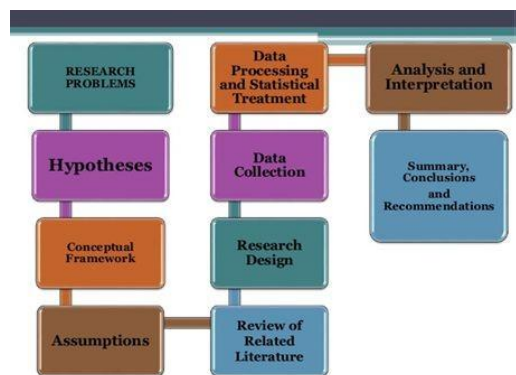 RESEARCH
PROBLEMS
Hypotheses
Conceptual
Framework
Assumptions
Review of
Related
Literature
Research
Design
Data
Collection
Data
Processing
and Statistical
Treatment
Analysis and
Interpretation
Summary,
Conclusions
and
Recommendations